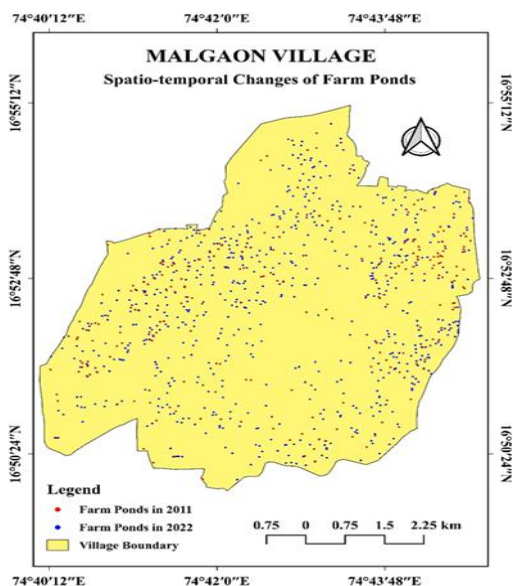 74°40'12"E 74°42'0"E 74°43'48"E
MALGAON VILLAGE
Spatio-temporal Changes of Farm Ponds
16°55'12"N 16°55'12"N
16°52'48"N 16°52'48"N
16°50'24"N 16°50'24"N
Legend
Farm Ponds in 2011
Farm Ponds in 2022
Village Boundary
0.75 0 0.75 1.5 2.25 km
74°40'12"E 74°42'0"E 74°43'48"E